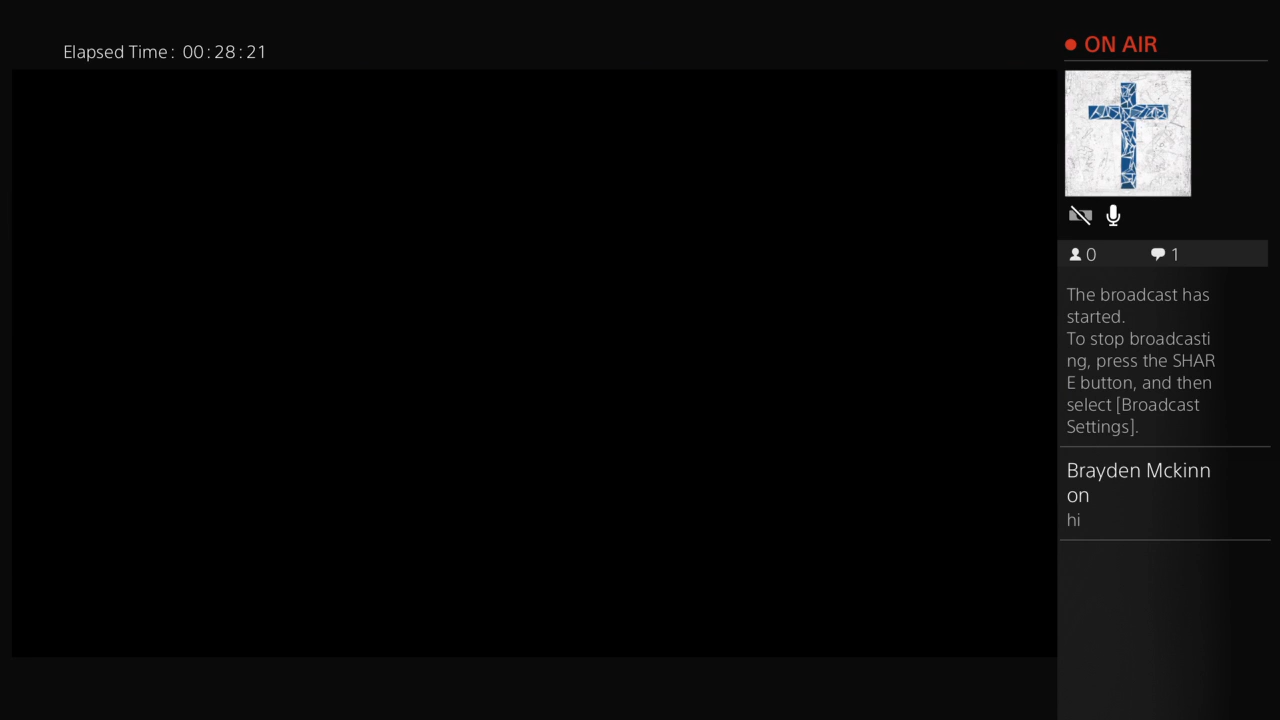 Elapsed Time: 00:28:21
ON AIR
0 1
The broadcast has
started.
To stop broadcasti
ng, press the SHAR
E button, and then
select [Broadcast
Settings].
Brayden Mckinn
on
hi